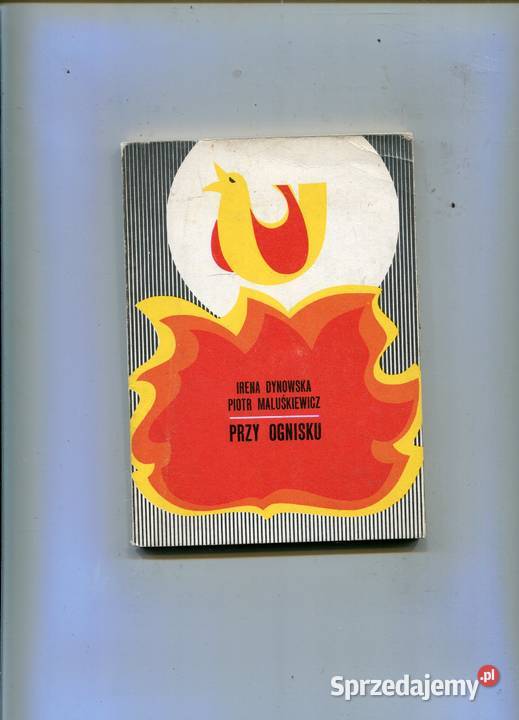 IRENA DYNOWSKA
PIOTR MALUŚKIEWICZ
PRZY OGNISKU
Sprzedajemy.pl